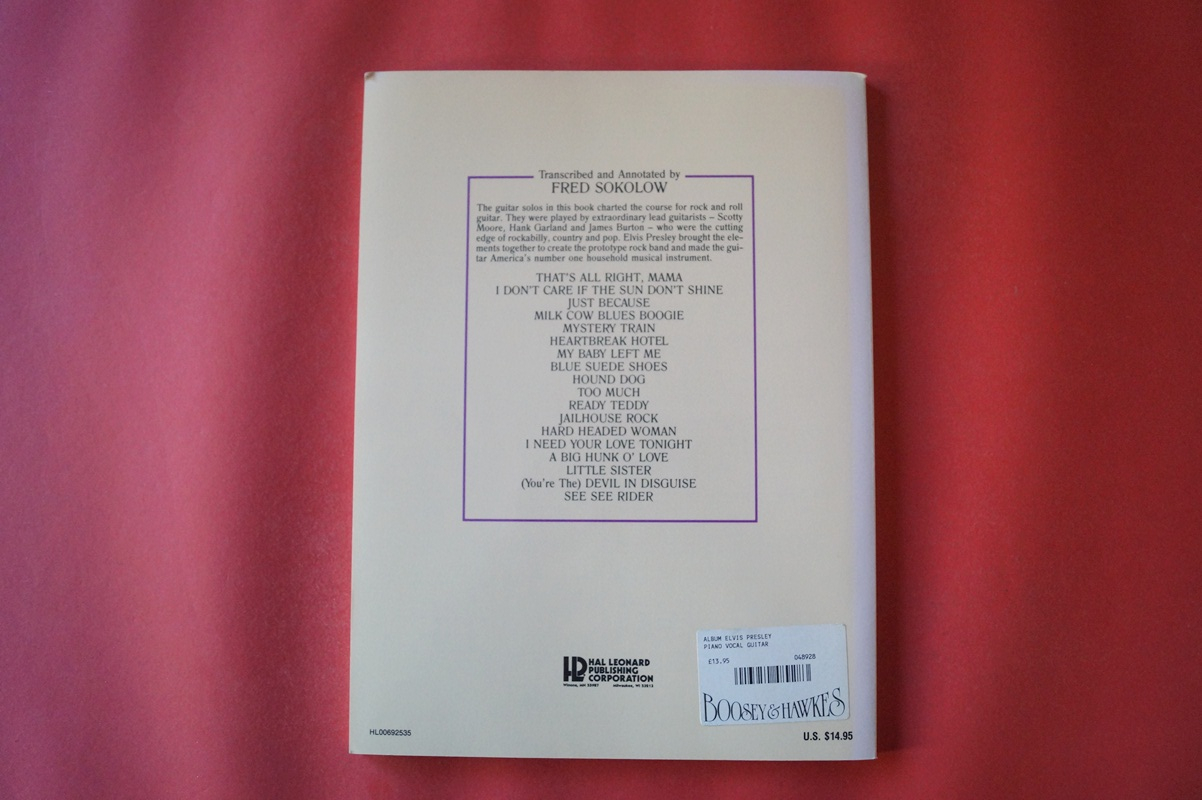 Transcribed and Annotated by
FRED SOKOLOW
The guitar solos in this book charted the course for rock and roll
guitar. They were played by extraordinary lead guitarists – Scotty
Moore, Hank Garland and James Burton – who were the cutting
edge of rockabilly, country and pop. Elvis Presley brought the ele-
ments together to create the prototype rock band and made the gui-
tar America's number one household musical instrument.
THAT'S ALL RIGHT, MAMA
I DON'T CARE IF THE SUN DON'T SHINE
JUST BECAUSE
MILK COW BLUES BOOGIE
MYSTERY TRAIN
HEARTBREAK HOTEL
MY BABY LEFT ME
BLUE SUEDE SHOES
HOUND DOG
TOO MUCH
READY TEDDY
JAILHOUSE ROCK
HARD HEADED WOMAN
I NEED YOUR LOVE TONIGHT
A BIG HUNK O' LOVE
LITTLE SISTER
(You're The) DEVIL IN DISGUISE
SEE SEE RIDER
HAL LEONARD
PUBLISHING
CORPORATION
ALBUM ELVIS PRESLEY
PIANO VOCAL GUITAR
£13.95 048928
BOOSEY & HAWKES
HL00692535
U.S. $14.95